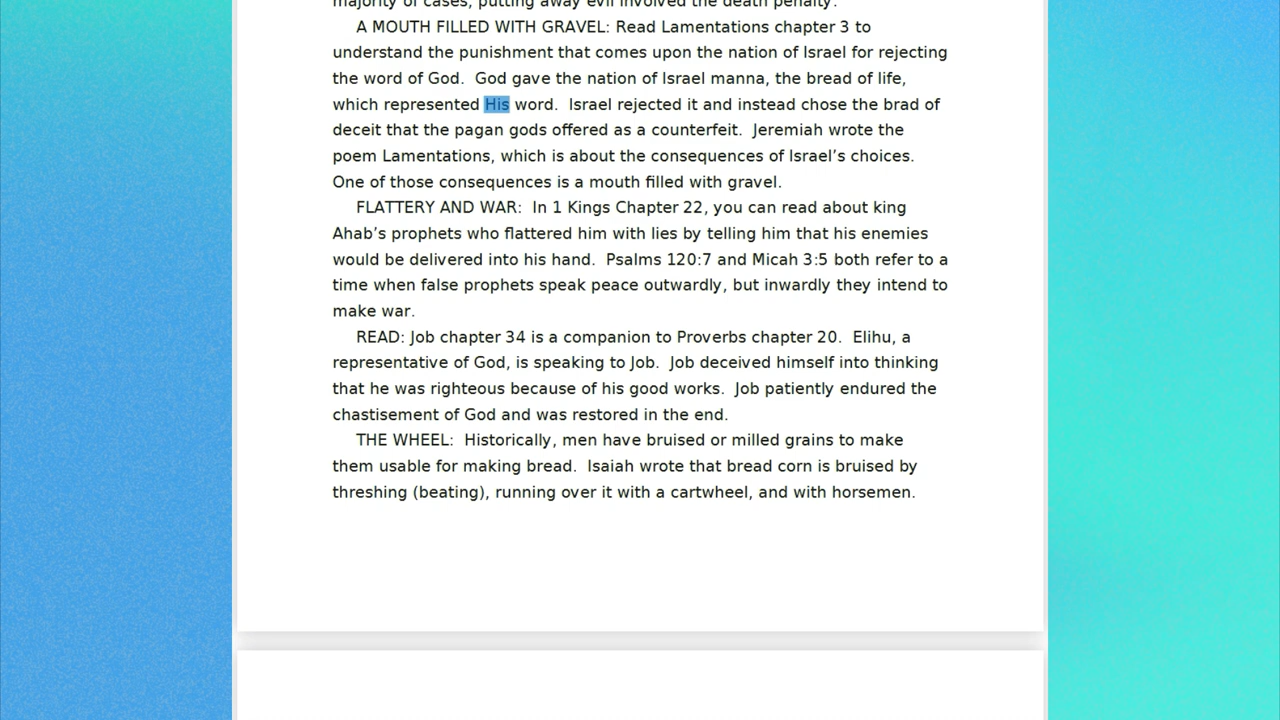 majority of cases, putting away evil involved the death penalty.
A MOUTH FILLED WITH GRAVEL: Read Lamentations chapter 3 to
understand the punishment that comes upon the nation of Israel for rejecting
the word of God.  God gave the nation of Israel manna, the bread of life,
which represented His word.  Israel rejected it and instead chose the brad of
deceit that the pagan gods offered as a counterfeit.  Jeremiah wrote the
poem Lamentations, which is about the consequences of Israel’s choices.
One of those consequences is a mouth filled with gravel.
FLATTERY AND WAR:  In 1 Kings Chapter 22, you can read about king
Ahab’s prophets who flattered him with lies by telling him that his enemies
would be delivered into his hand.  Psalms 120:7 and Micah 3:5 both refer to a
time when false prophets speak peace outwardly, but inwardly they intend to
make war.
READ: Job chapter 34 is a companion to Proverbs chapter 20.  Elihu, a
representative of God, is speaking to Job.  Job deceived himself into thinking
that he was righteous because of his good works.  Job patiently endured the
chastisement of God and was restored in the end.
THE WHEEL:  Historically, men have bruised or milled grains to make
them usable for making bread.  Isaiah wrote that bread corn is bruised by
threshing (beating), running over it with a cartwheel, and with horsemen.